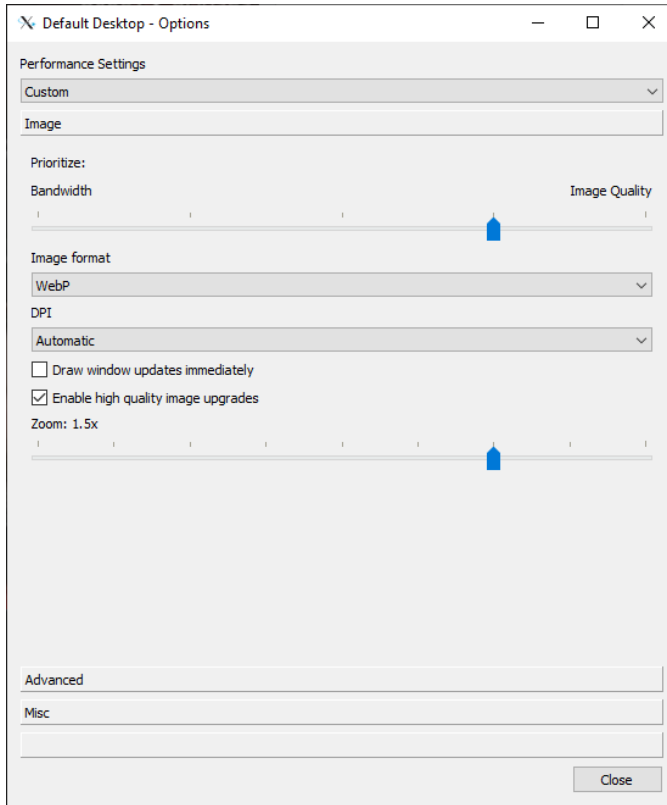 Default Desktop - Options
Performance Settings
Custom
Image
Prioritize:
Bandwidth Image Quality
Image format
WebP
DPI
Automatic
Draw window updates immediately
Enable high quality image upgrades
Zoom: 1.5x
Advanced
Misc
Close